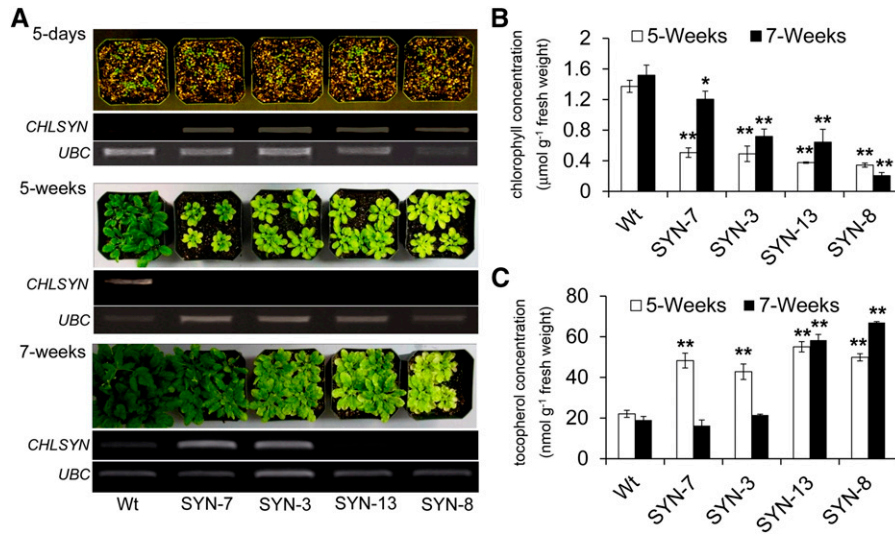 A
5-days
CHLSYN
UBC
5-weeks
CHLSYN
UBC
7-weeks
CHLSYN
UBC
Wt SYN-7 SYN-3 SYN-13 SYN-8
B
5-Weeks 7-Weeks
chlorophyll concentration
(µmol g-1 fresh weight)
2
1.6
1.2
0.8
0.4
0
** * ** ** ** ** ** **
Wt SYN-7 SYN-3 SYN-13 SYN-8
C
5-Weeks 7-Weeks
tocopherol concentration
(nmol g-1 fresh weight)
80
60
40
20
0
** ** ** ** ** **
Wt SYN-7 SYN-3 SYN-13 SYN-8